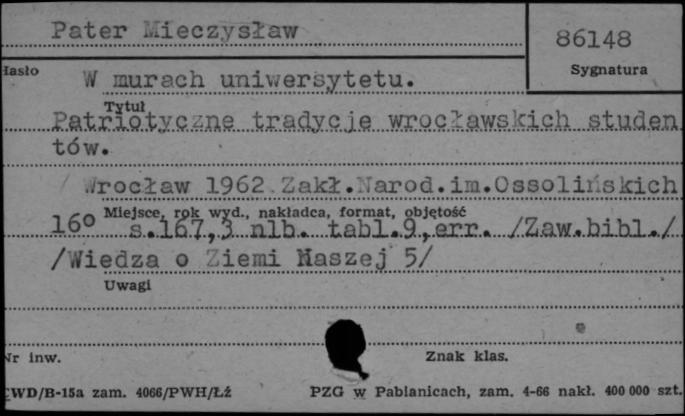 Pater Mieczysław
86148
Hasło
Sygnatura
W murach uniwersytetu.
Tytuł
Patriotyczne tradycje wrocławskich studen
tów.
Wrocław 1962 Zakł.Narod.im.Ossolińskich
Miejsce, rok wyd., nakładca, format, objętość
16o s.167,3 nlb. tabl.9,err. /Zaw.bibl./
/Wiedza o Ziemi Naszej 5/
Uwagi
Nr inw.
Znak klas.
CWD/B-15a zam. 4066/PWH/Łź
PZG w Pabianicach, zam. 4-66 nakł. 400 000 szt.